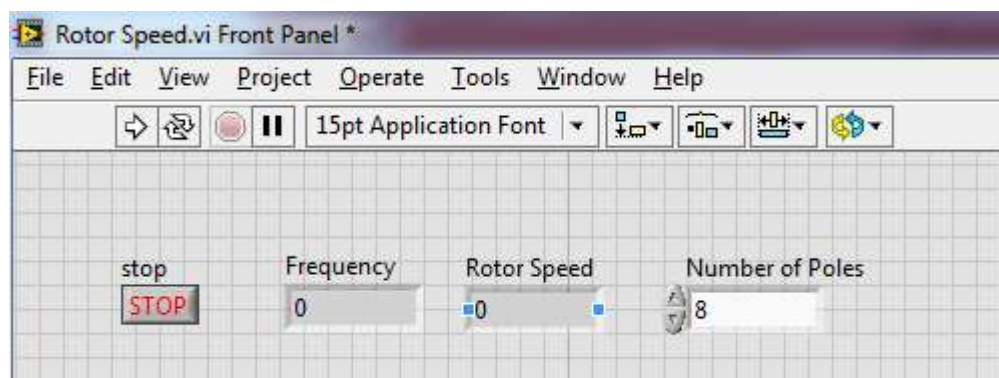 Rotor Speed.vi Front Panel *
File Edit View Project Operate Tools Window Help
15pt Application Font
stop Frequency Rotor Speed Number of Poles
STOP 0 0 8